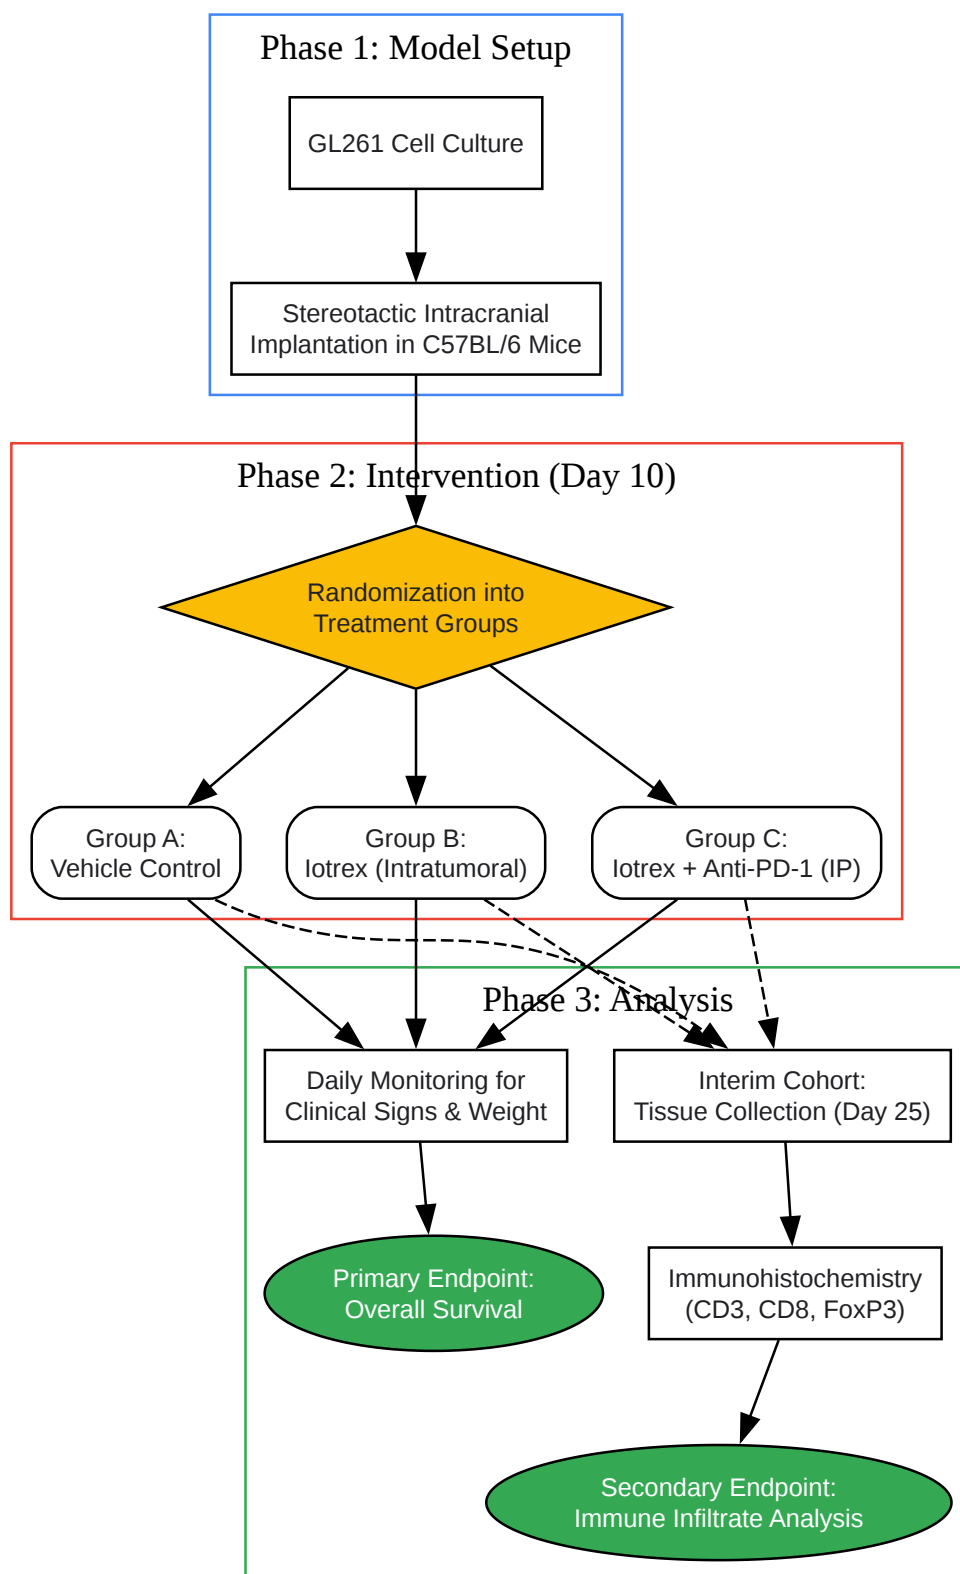 Phase 1: Model Setup
GL261 Cell Culture
Stereotactic Intracranial
Implantation in C57BL/6 Mice
Phase 2: Intervention (Day 10)
Randomization into
Treatment Groups
Group A:
Vehicle Control
Group B:
Iotrex (Intratumoral)
Group C:
Iotrex + Anti-PD-1 (IP)
Phase 3: Analysis
Daily Monitoring for
Clinical Signs & Weight
Interim Cohort:
Tissue Collection (Day 25)
Primary Endpoint:
Overall Survival
Immunohistochemistry
(CD3, CD8, FoxP3)
Secondary Endpoint:
Immune Infiltrate Analysis